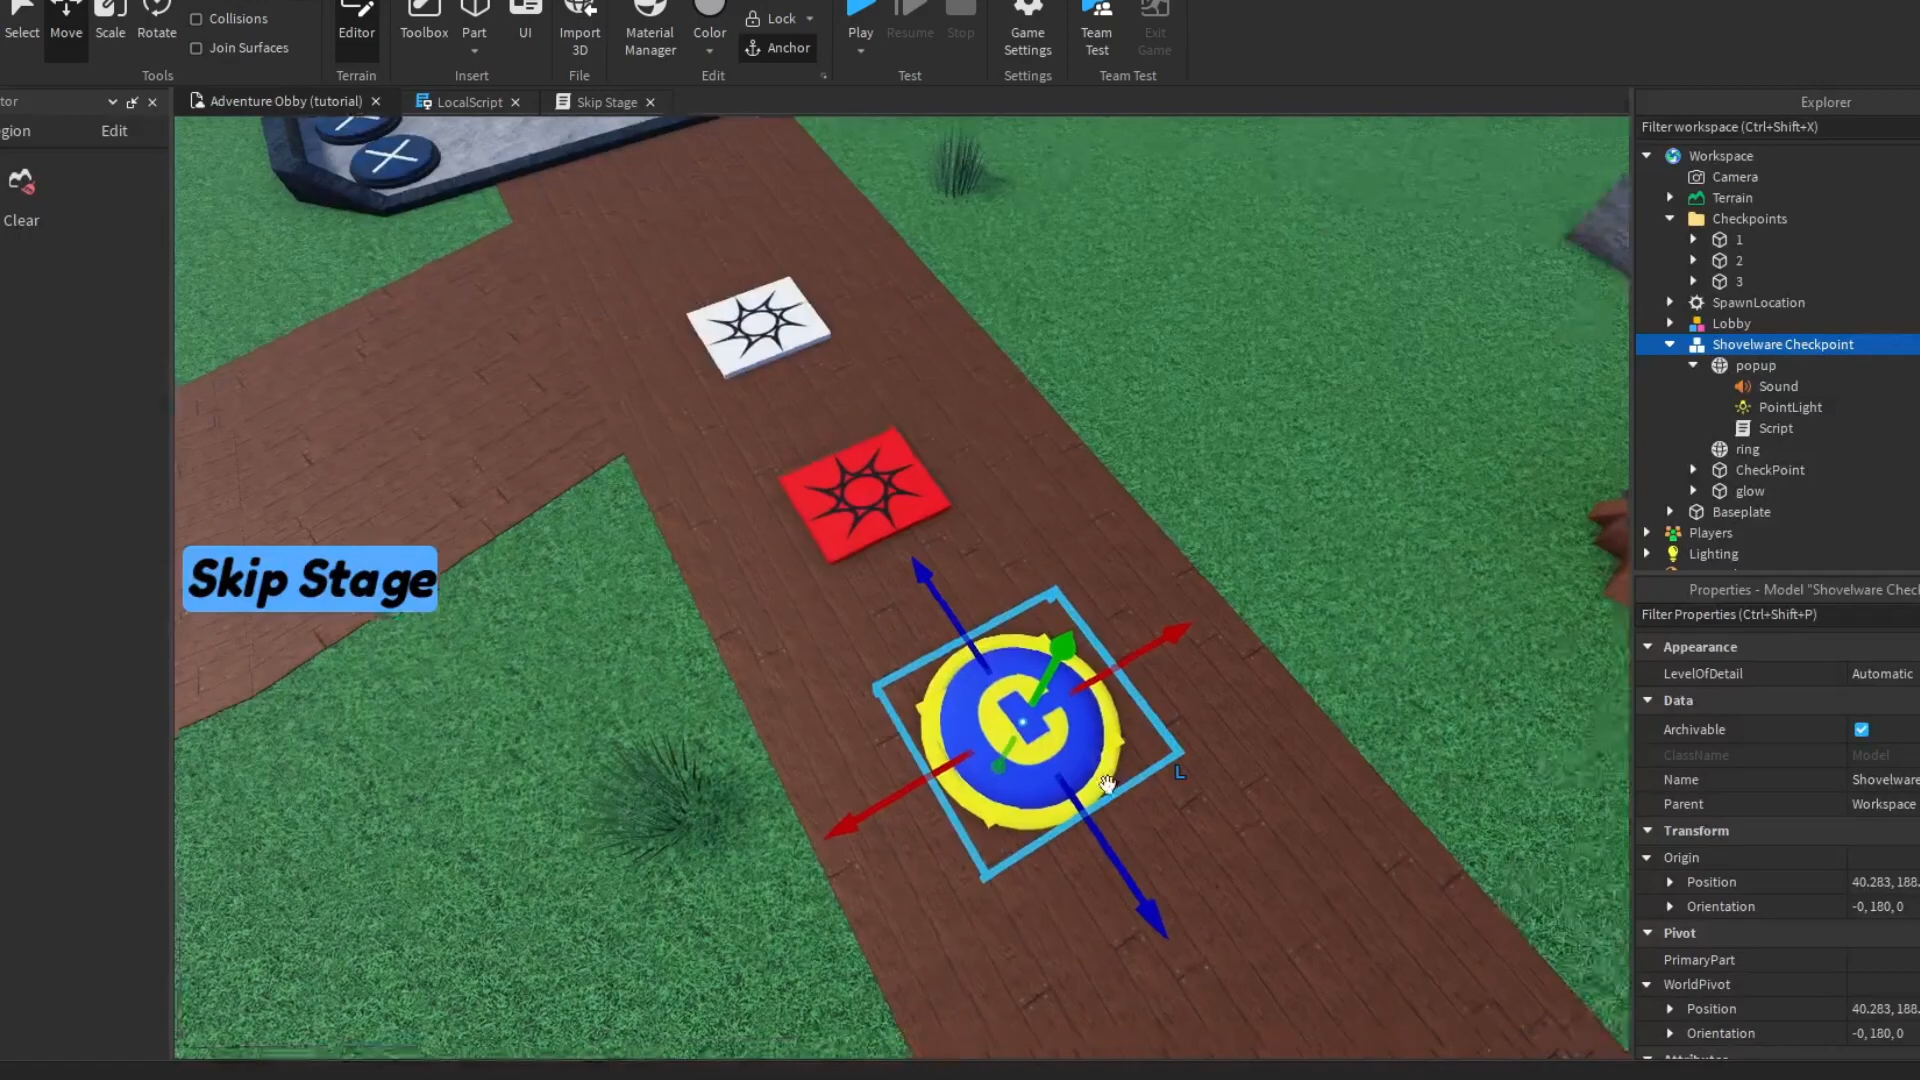 Collisions
Lock
Select
Move
Scale
Rotate
Editor
Toolbox
Part
UI
Import
3D
Material
Manager
Color
Play
Resume
Stop
Game
Settings
Team
Test
Exit
Game
Join Surfaces
Anchor
Tools
Terrain
Insert
File
Edit
Test
Settings
Team Test
tor
Adventure Obby (tutorial)
LocalScript
Skip Stage
Explorer
egion
Edit
Filter workspace (Ctrl+Shift+X)
Clear
Workspace
Camera
Terrain
Checkpoints
1
2
3
SpawnLocation
Lobby
Shovelware Checkpoint
popup
Sound
PointLight
Script
ring
CheckPoint
glow
Baseplate
Players
Lighting
Skip Stage
C
L
Properties - Model "Shovelware Chec
Filter Properties (Ctrl+Shift+P)
Appearance
LevelOfDetail Automatic
Data
Archivable
ClassName Model
Name Shovelware
Parent Workspace
Transform
Origin
Position 40.283, 188.
Orientation -0, 180, 0
Pivot
PrimaryPart
WorldPivot
Position 40.283, 188.
Orientation -0, 180, 0